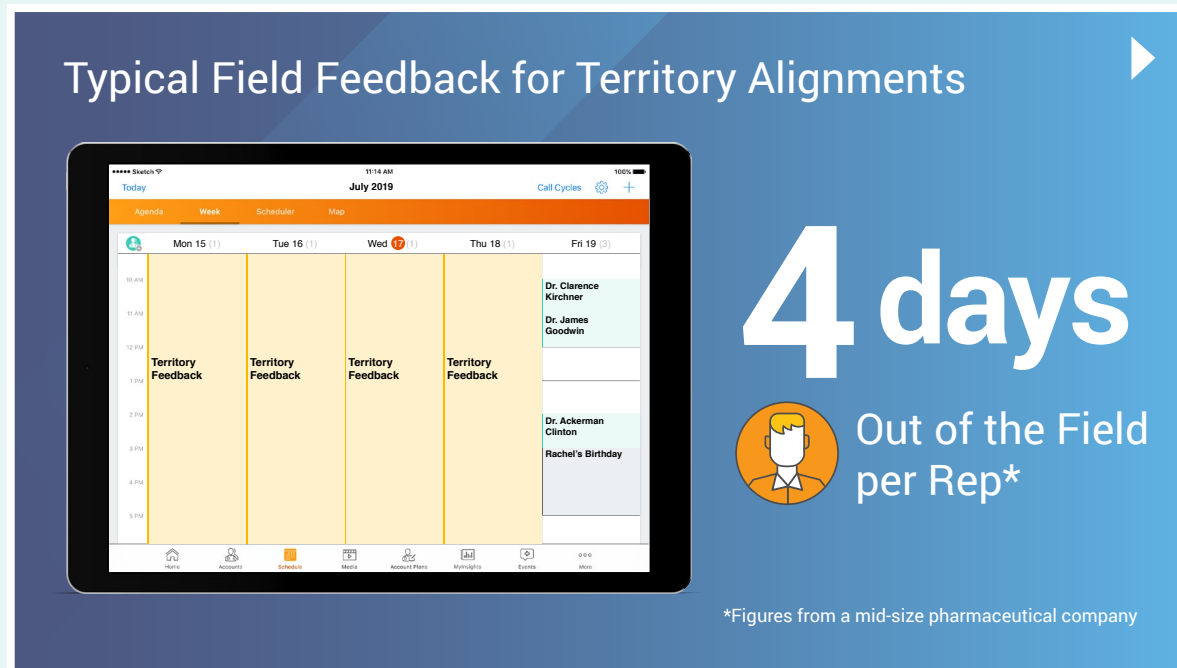 Typical Field Feedback for Territory Alignments
Sketch
11:14 AM
100%
Today
July 2019
Call Cycles
Agenda
Week
Scheduler
Map
Mon 15 (1)
Tue 16 (1)
Wed 17 (1)
Thu 18 (1)
Fri 19 (3)
10 AM
11 AM
12 PM
1 PM
2 PM
3 PM
4 PM
5 PM
Territory
Feedback
Territory
Feedback
Territory
Feedback
Territory
Feedback
Dr. Clarence
Kirchner
Dr. James
Goodwin
Dr. Ackerman
Clinton
Rachel's Birthday
Home
Accounts
Schedule
Media
Account Plans
MyInsights
Events
More
4 days
Out of the Field
per Rep*
*Figures from a mid-size pharmaceutical company